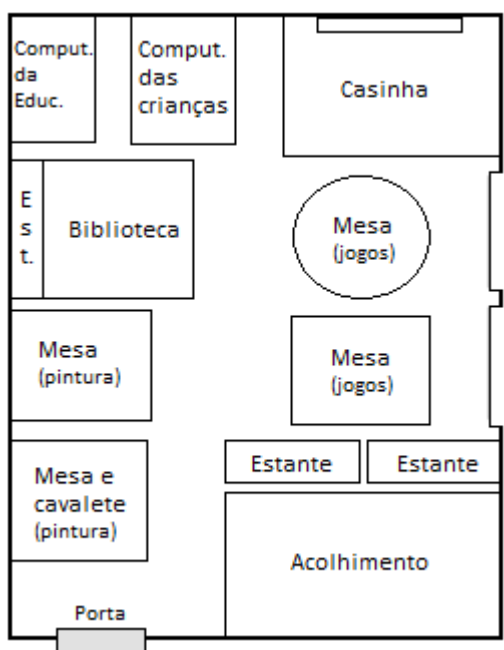 Comput.
da
Educ.
Comput.
das
crianças
Casinha
E
s
t.
Biblioteca
Mesa
(jogos)
Mesa
(pintura)
Mesa
(jogos)
Estante
Estante
Mesa e
cavalete
(pintura)
Acolhimento
Porta